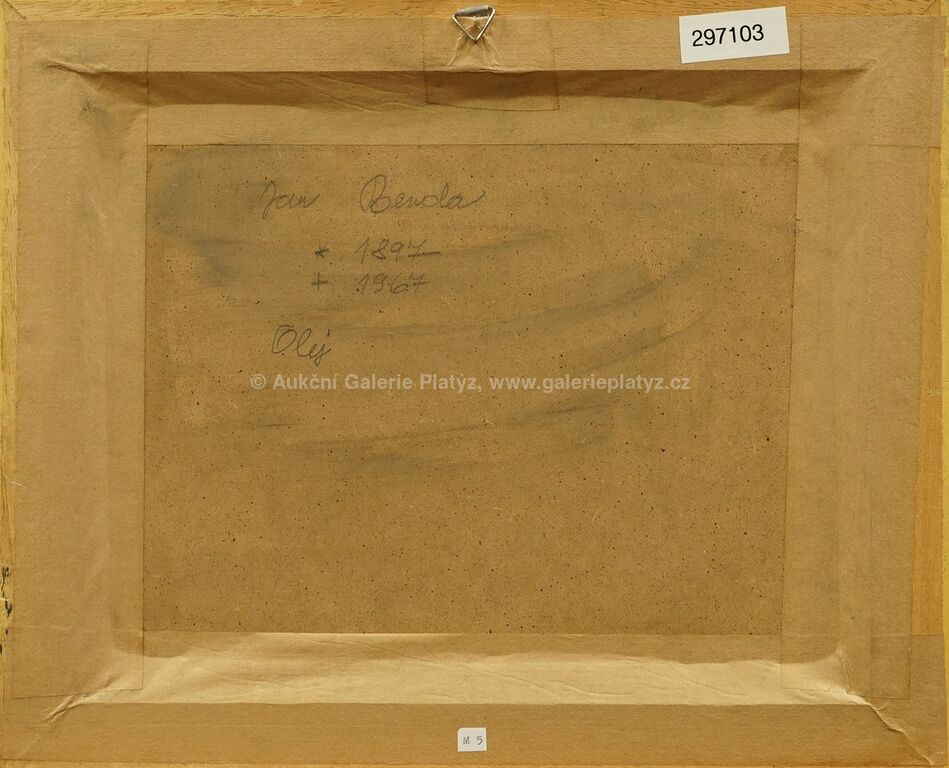 297103
Jan Benda
* 1897
+ 1967
Olej
© Aukční Galerie Platýz, www.galerieplatyz.cz
M 5